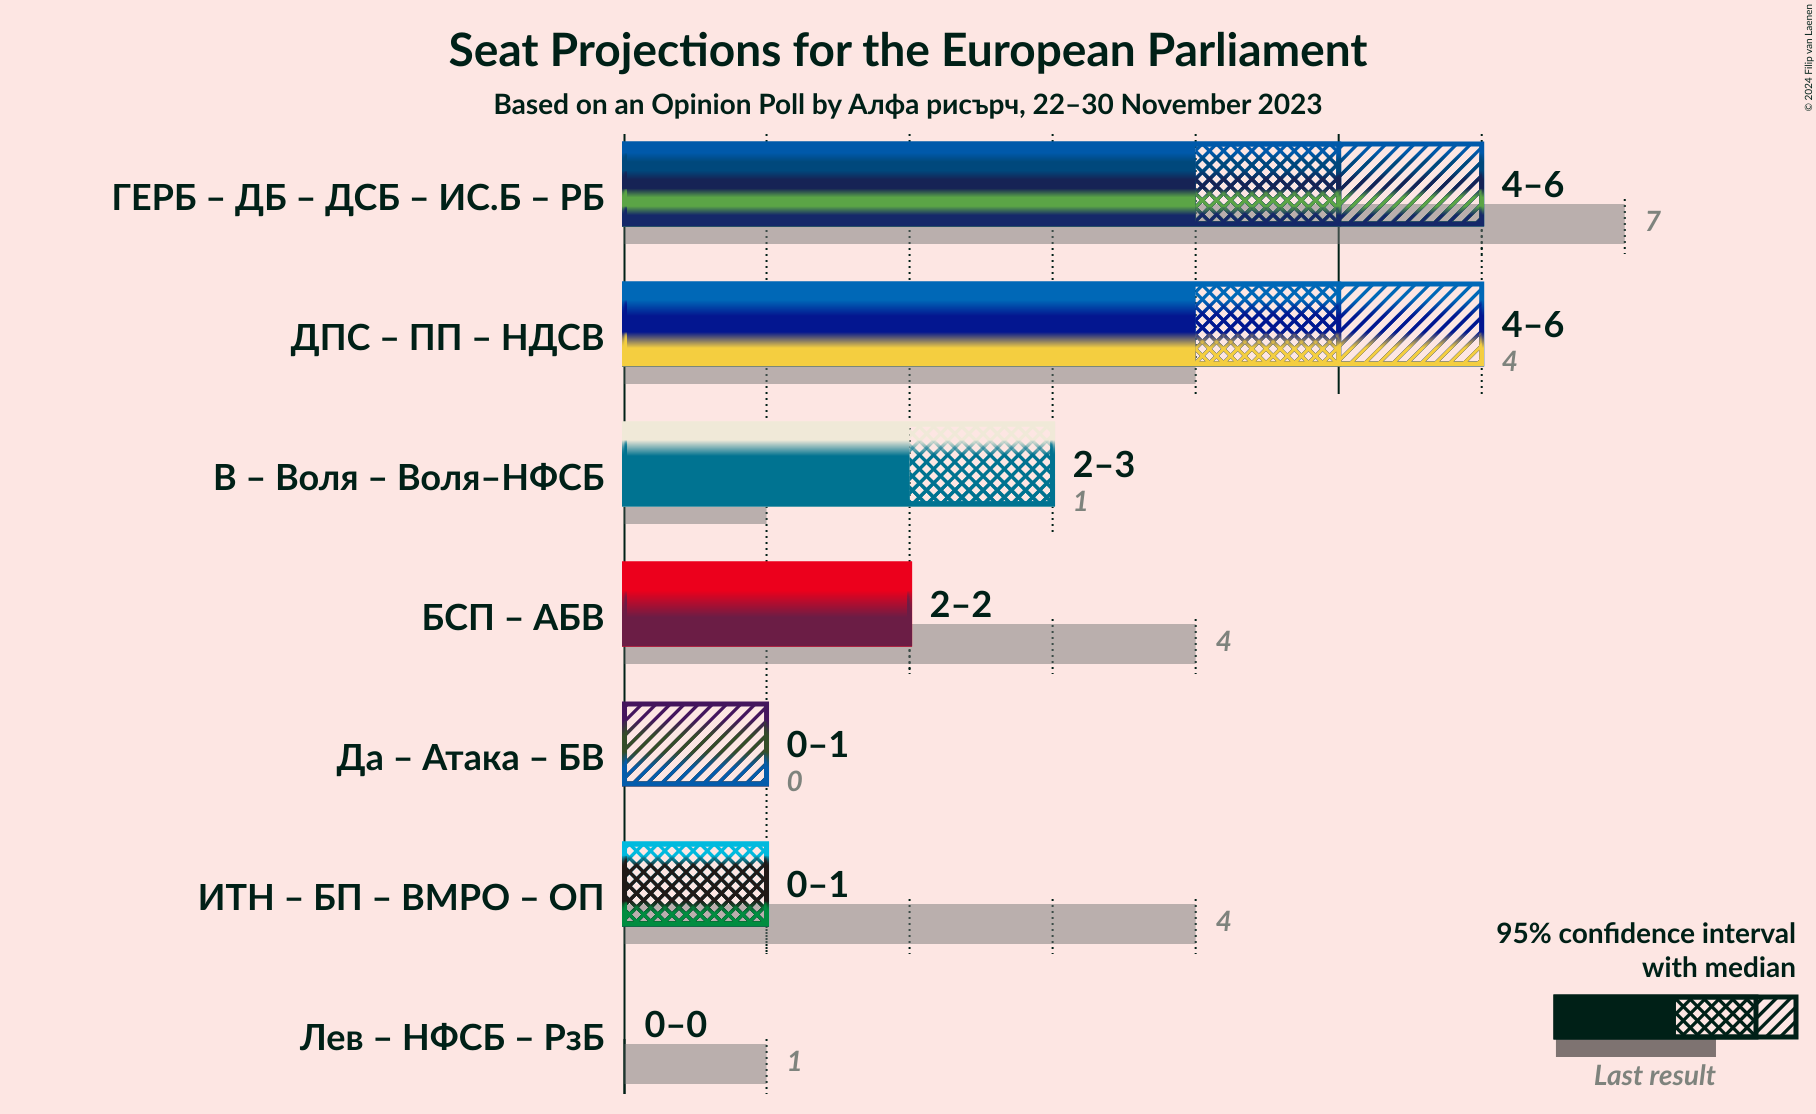 Seat Projections for the European Parliament
Based on an Opinion Poll by Алфа рисърч, 22–30 November 2023
© 2024 Filip van Laenen
ГЕРБ – ДБ – ДСБ – ИС.Б – РБ
4–6
7
ДПС – ПП – НДСВ
4–6
4
В – Воля – Воля–НФСБ
2–3
1
БСП – АБВ
2–2
4
Да – Атака – БВ
0–1
0
ИТН – БП – ВМРО – ОП
0–1
4
Лев – НФСБ – РзБ
0–0
1
95% confidence interval
with median
Last result